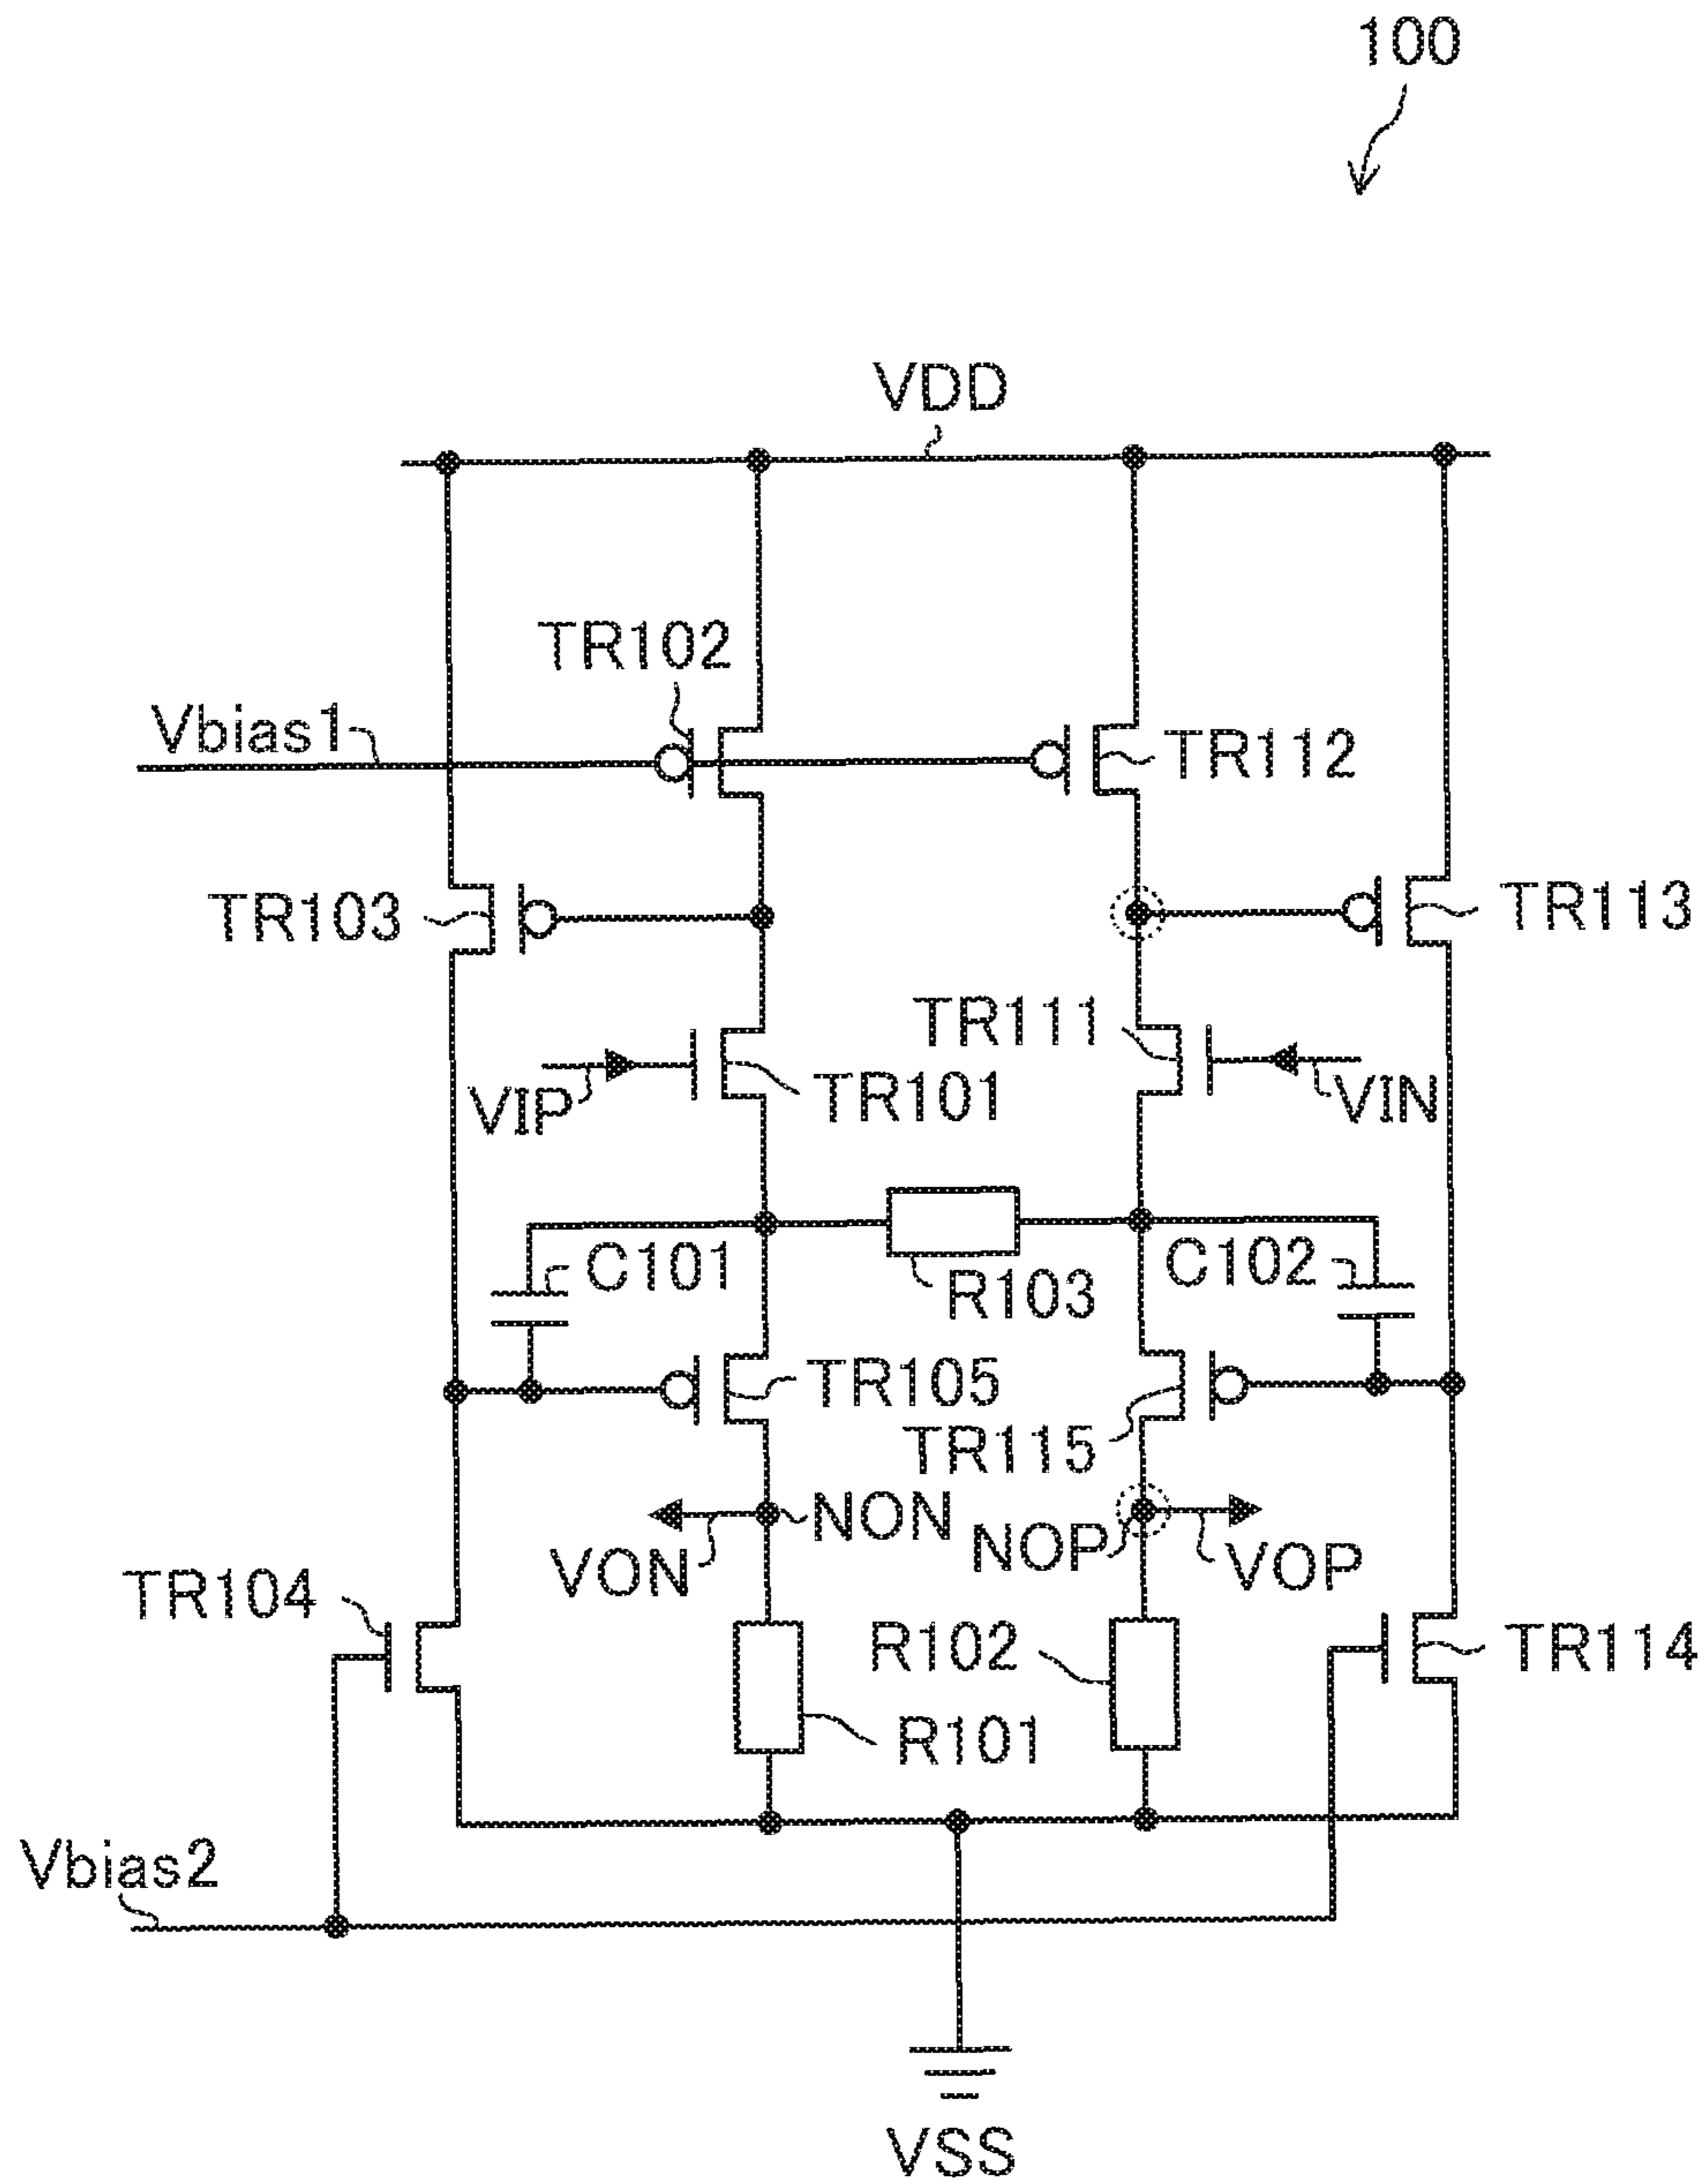 100
VDD
TR102
Vbias1
TR112
TR103
TR113
TR111
VIP
TR101
VIN
C101
R103
C102
TR105
TR115
NON
NOP
VON
VOP
TR104
R102
R101
TR114
Vbias2
VSS